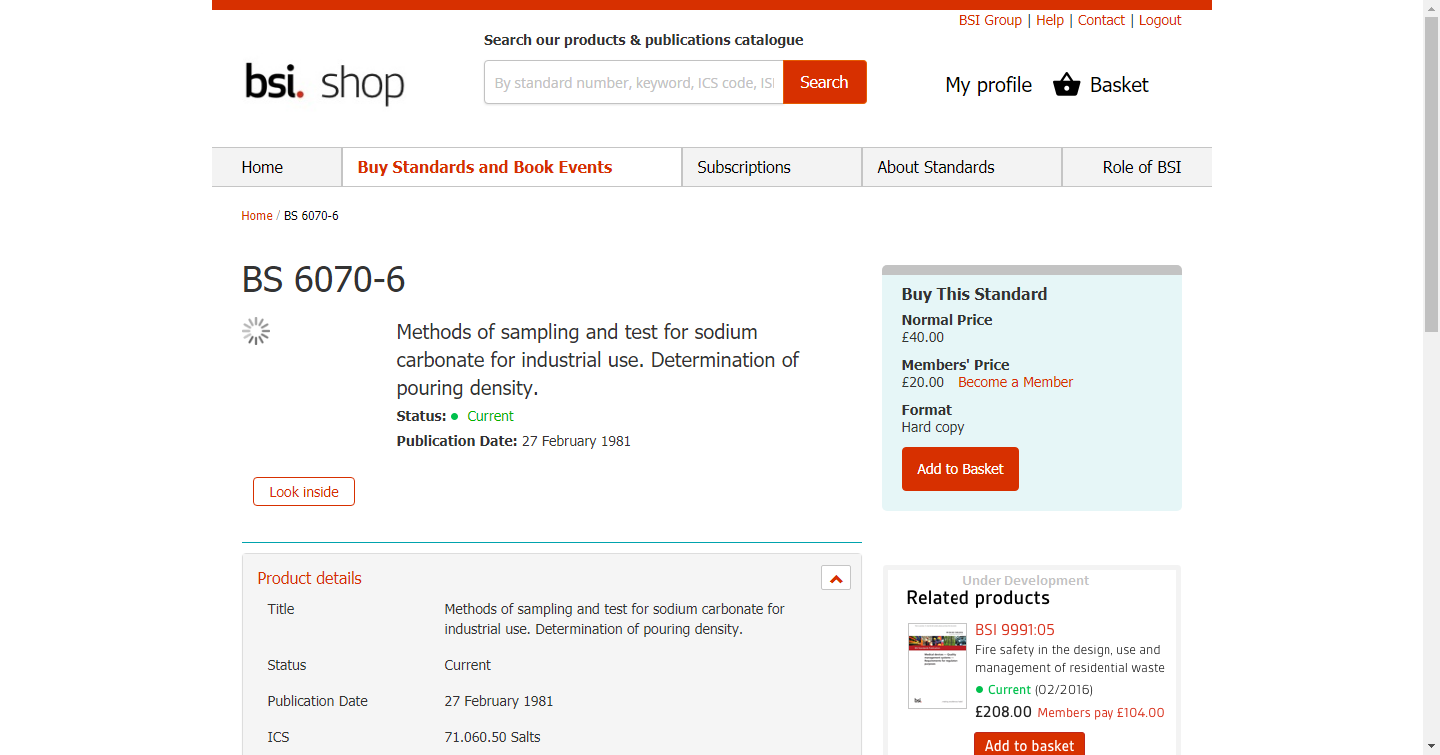 BSI Group | Help | Contact | Logout
Search our products & publications catalogue
bsi. shop
By standard number, keyword, ICS code, ISI
Search
My profile
Basket
Home
Buy Standards and Book Events
Subscriptions
About Standards
Role of BSI
Home / BS 6070-6
BS 6070-6
Methods of sampling and test for sodium
carbonate for industrial use. Determination of
pouring density.
Status: Current
Publication Date: 27 February 1981
Look inside
Buy This Standard
Normal Price
£40.00
Members' Price
£20.00 Become a Member
Format
Hard copy
Add to Basket
Product details
Title
Methods of sampling and test for sodium carbonate for
industrial use. Determination of pouring density.
Status
Current
Publication Date
27 February 1981
ICS
71.060.50 Salts
Under Development
Related products
BSI 9991:05
Fire safety in the design, use and
management of residential waste
Current (02/2016)
£208.00 Members pay £104.00
Add to basket
bsi.